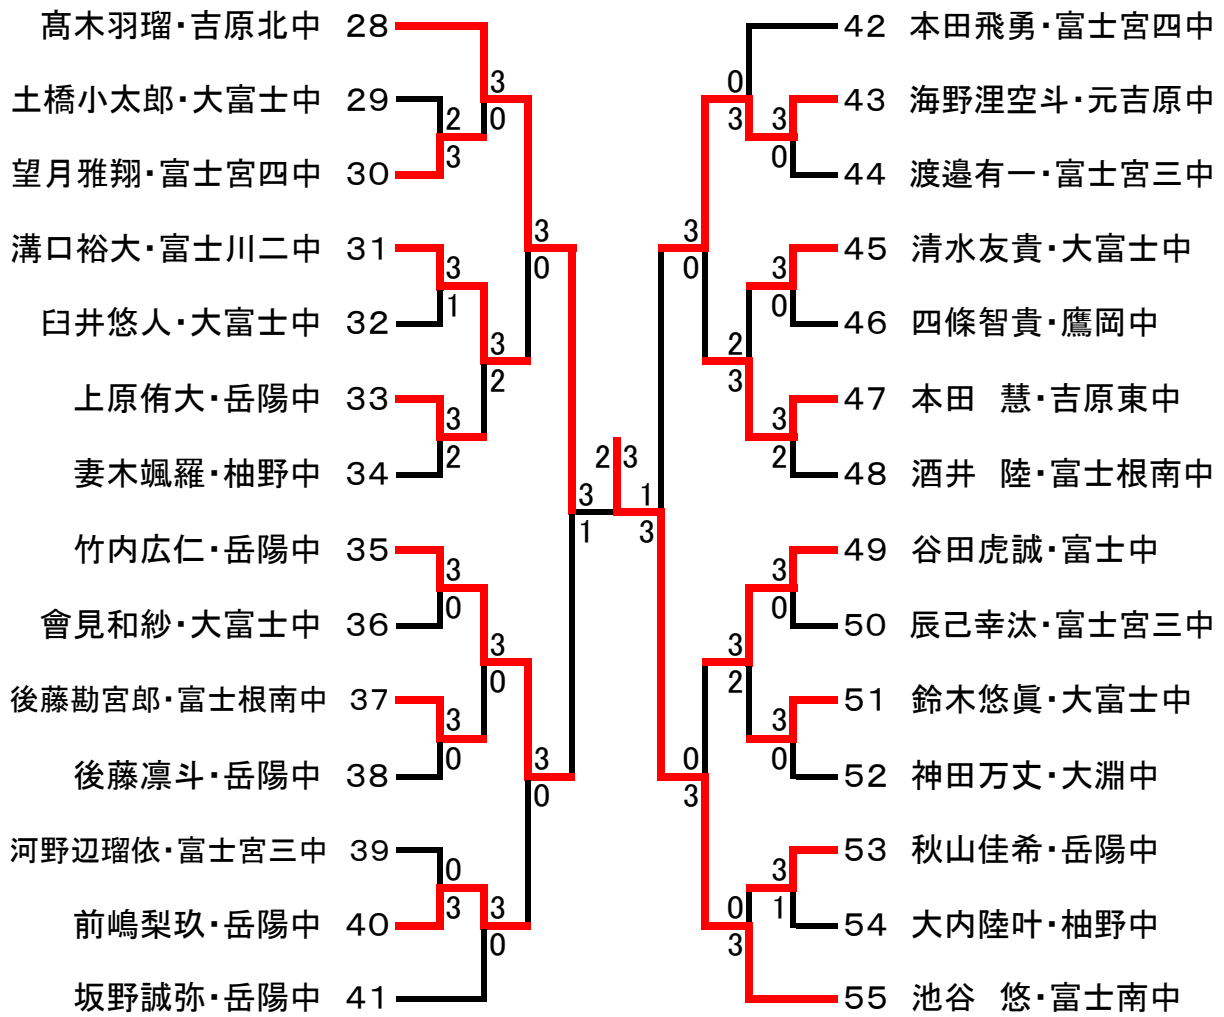 髙木羽瑠・吉原北中 28
土橋小太郎・大富士中 29
望月雅翔・富士宮四中 30
溝口裕大・富士川二中 31
臼井悠人・大富士中 32
上原侑大・岳陽中 33
妻木颯羅・柚野中 34
竹内広仁・岳陽中 35
會見和紗・大富士中 36
後藤勘宮郎・富士根南中 37
後藤凛斗・岳陽中 38
河野辺瑠依・富士宮三中 39
前嶋梨玖・岳陽中 40
坂野誠弥・岳陽中 41
2
3
3
1
3
2
3
0
3
0
0
3
3
0
3
2
3
0
3
0
3
0
3
0
3
1
2 3
1
3
3
0
0
3
0
3
2
3
3
2
0
3
3
0
3
0
3
2
3
0
3
0
3
1
42 本田飛勇・富士宮四中
43 海野浬空斗・元吉原中
44 渡邉有一・富士宮三中
45 清水友貴・大富士中
46 四條智貴・鷹岡中
47 本田 慧・吉原東中
48 酒井 陸・富士根南中
49 谷田虎誠・富士中
50 辰己幸汰・富士宮三中
51 鈴木悠眞・大富士中
52 神田万丈・大淵中
53 秋山佳希・岳陽中
54 大内陸叶・柚野中
55 池谷 悠・富士南中